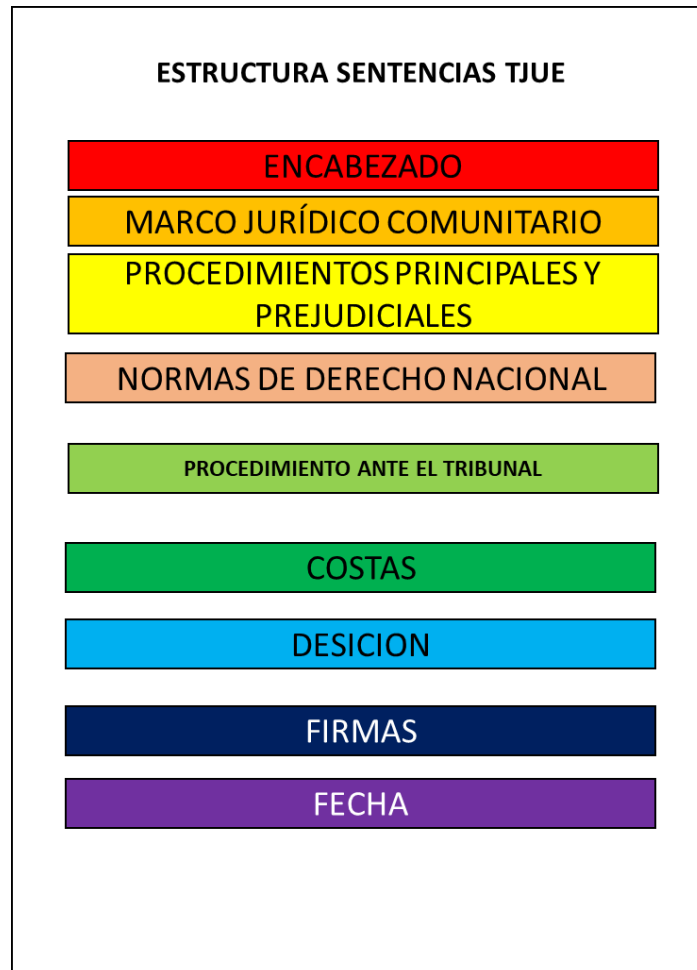 ESTRUCTURA SENTENCIAS TJUE
ENCABEZADO
MARCO JURÍDICO COMUNITARIO
PROCEDIMIENTOS PRINCIPALES Y
PREJUDICIALES
NORMAS DE DERECHO NACIONAL
PROCEDIMIENTO ANTE EL TRIBUNAL
COSTAS
DESICION
FIRMAS
FECHA